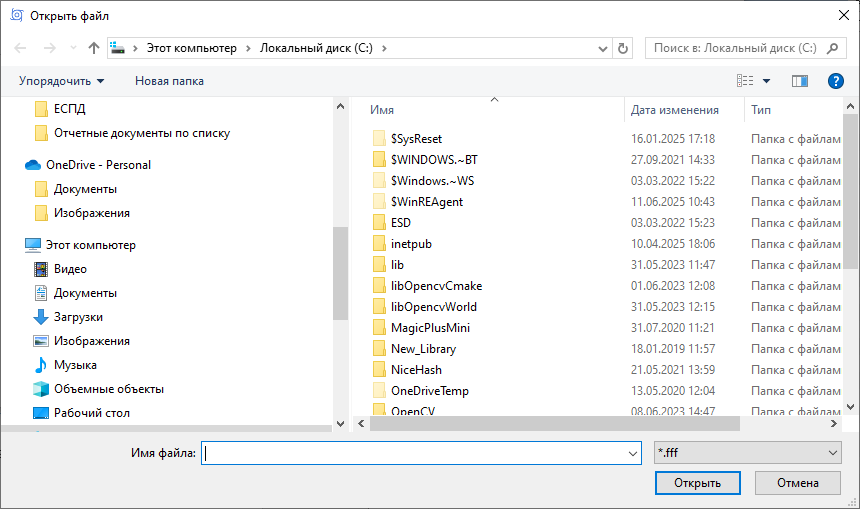 Открыть файл
Этот компьютер > Локальный диск (C:) >
Поиск в: Локальный диск (C:)
Упорядочить
Новая папка
ЕСПД
Отчетные документы по списку
OneDrive - Personal
Документы
Изображения
Этот компьютер
Видео
Документы
Загрузки
Изображения
Музыка
Объемные объекты
Рабочий стол
Имя Дата изменения Тип
$SysReset 16.01.2025 17:18 Папка с файлам
$WINDOWS.~BT 27.09.2021 14:33 Папка с файлам
$Windows.~WS 03.03.2022 15:22 Папка с файлам
$WinREAgent 11.06.2025 10:43 Папка с файлам
ESD 03.03.2022 15:23 Папка с файлам
inetpub 10.04.2025 18:06 Папка с файлам
lib 31.05.2023 11:47 Папка с файлам
libOpencvCmake 01.06.2023 12:08 Папка с файлам
libOpencvWorld 31.05.2023 12:15 Папка с файлам
MagicPlusMini 31.07.2020 11:21 Папка с файлам
New_Library 18.01.2019 11:57 Папка с файлам
NiceHash 21.05.2021 13:59 Папка с файлам
OneDriveTemp 13.05.2020 12:04 Папка с файлам
OpenCV 08.06.2023 14:47 Папка с файлам
Имя файла:
*.fff
Открыть
Отмена